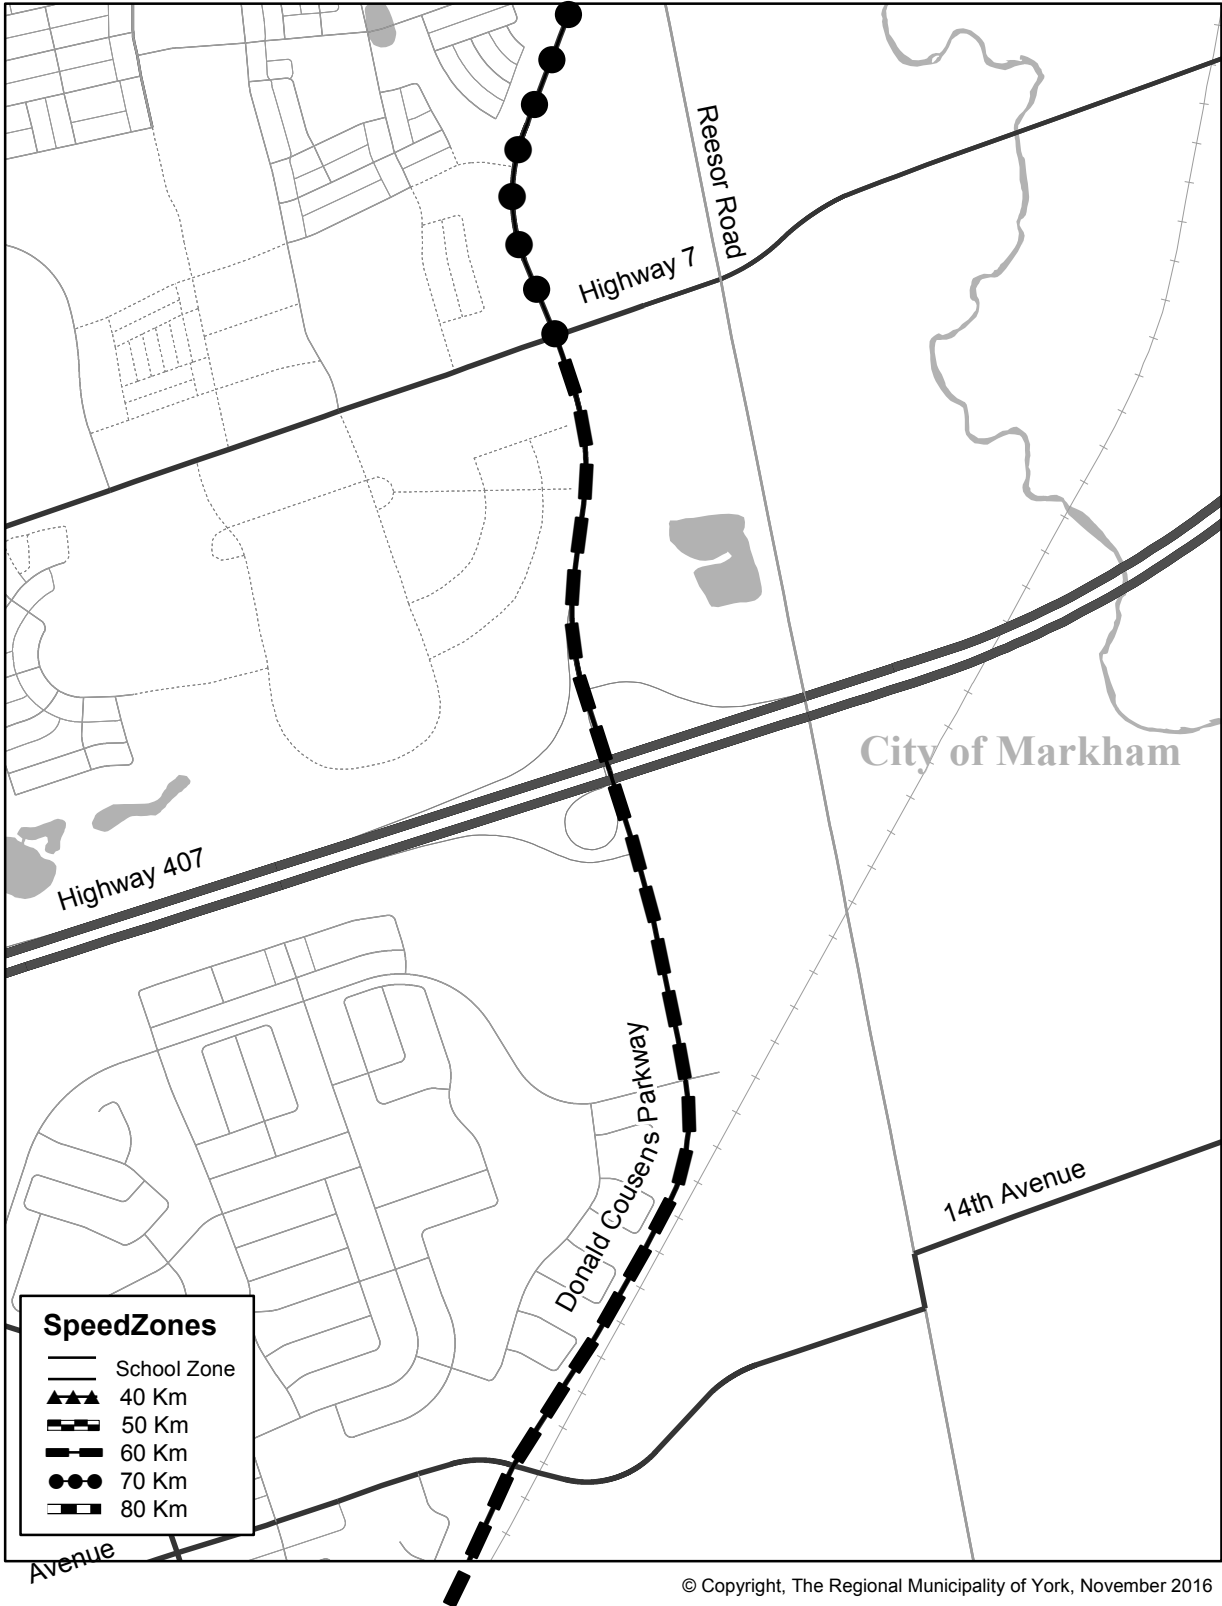 Reesor Road
Highway 7
City of Markham
Highway 407
Donald Cousens Parkway
14th Avenue
SpeedZones
School Zone
40 Km
50 Km
60 Km
70 Km
80 Km
Avenue
© Copyright, The Regional Municipality of York, November 2016